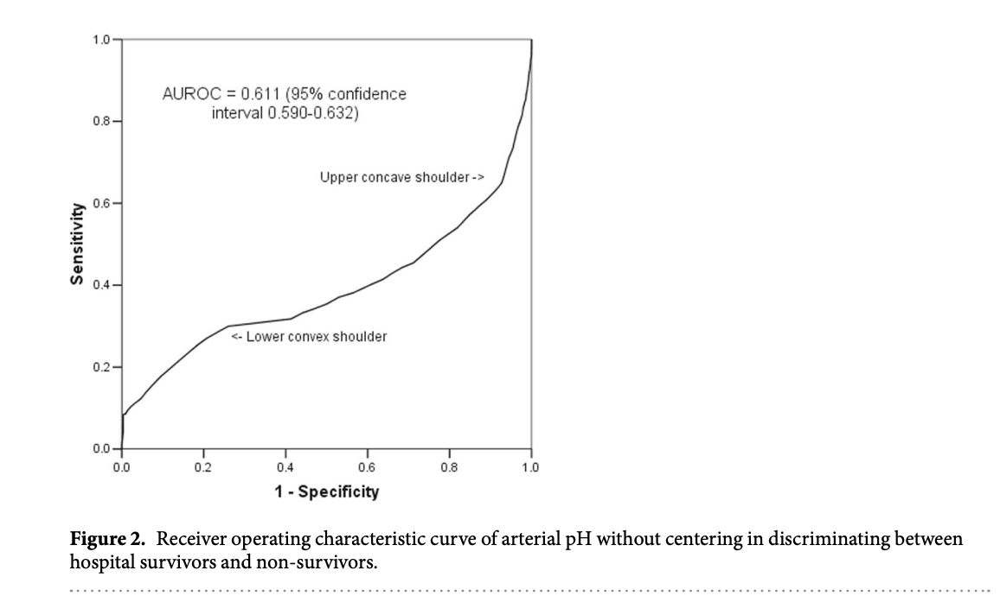 1.0
AUROC = 0.611 (95% confidence
interval 0.590-0.632)
0.8
Upper concave shoulder ->
0.6
Sensitivity
0.4
<- Lower convex shoulder
0.2
0.0
0.0 0.2 0.4 0.6 0.8 1.0
1 - Specificity
Figure 2. Receiver operating characteristic curve of arterial pH without centering in discriminating between
hospital survivors and non-survivors.